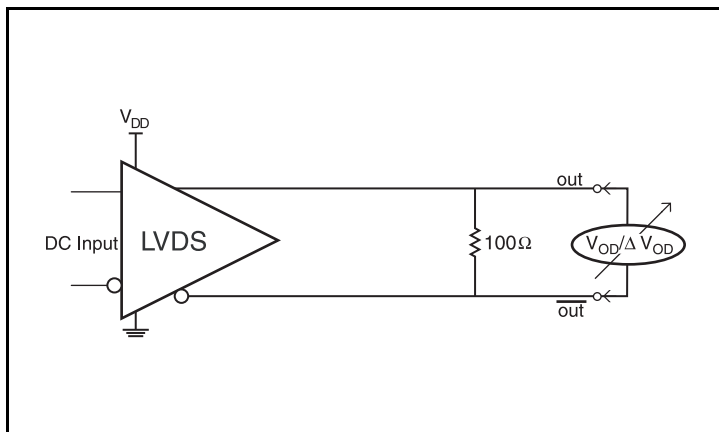 V_DD
out
DC Input
LVDS
100Ω
V_OD/Δ V_OD
out